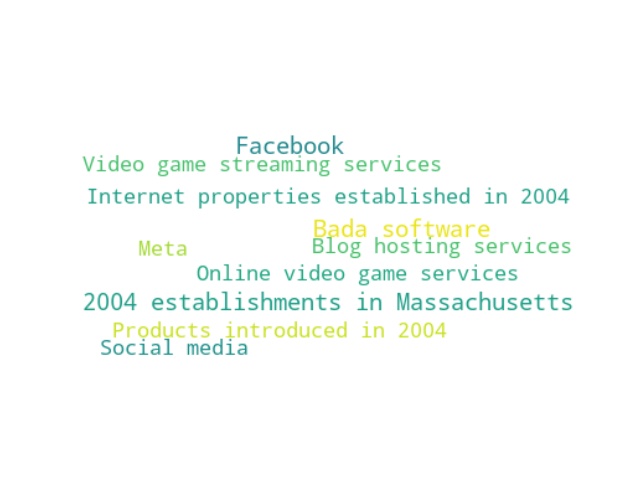 Facebook
Video game streaming services
Internet properties established in 2004
Bada software
Blog hosting services
Meta
Online video game services
2004 establishments in Massachusetts
Products introduced in 2004
Social media